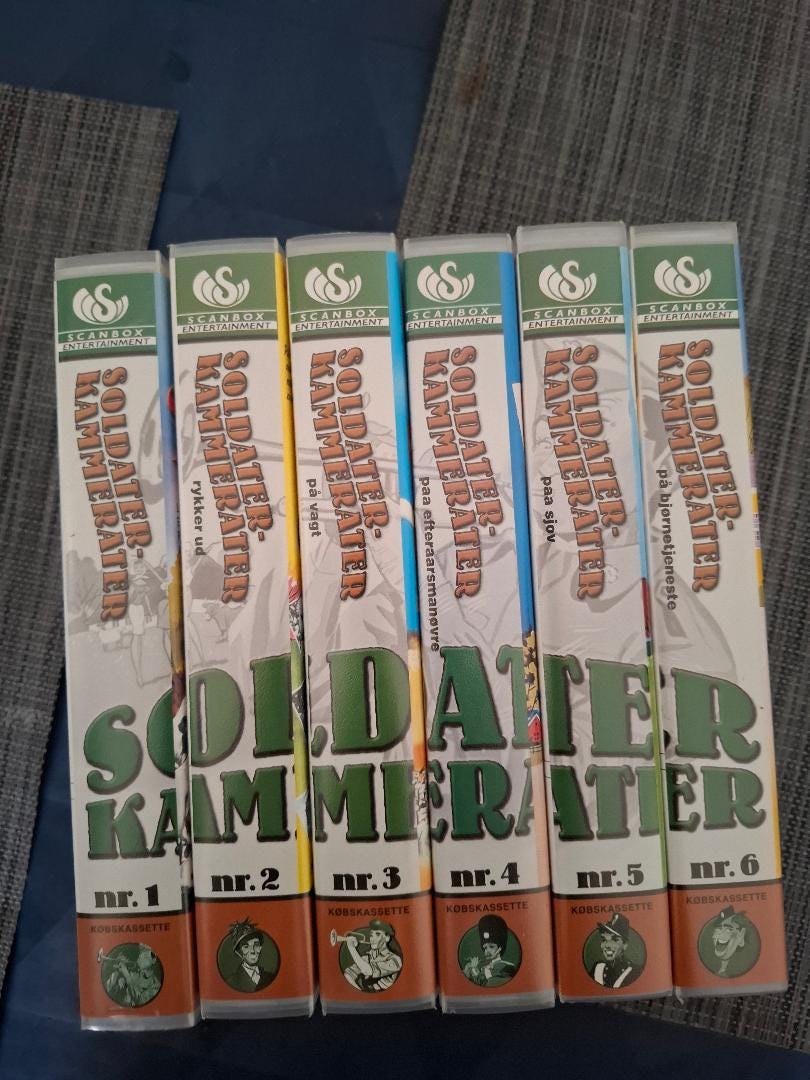 SCANBOX
ENTERTAINMENT
SOLDATER-
KAMMERATER
nr. 1
KØBSKASSETTE
SCANBOX
ENTERTAINMENT
SOLDATER-
KAMMERATER
rykker ud
nr. 2
SCANBOX
ENTERTAINMENT
SOLDATER-
KAMMERATER
på vagt
nr. 3
KØBSKASSETTE
SCANBOX
ENTERTAINMENT
SOLDATER-
KAMMERATER
paa efteraarsmanøvre
nr. 4
KØBSKASSETTE
SCANBOX
ENTERTAINMENT
SOLDATER-
KAMMERATER
paa sjov
nr. 5
KØBSKASSETTE
SCANBOX
ENTERTAINMENT
SOLDATER-
KAMMERATER
på bjørnetjeneste
nr. 6
KØBSKASSETTE
SOLDATER
KAMMERATER